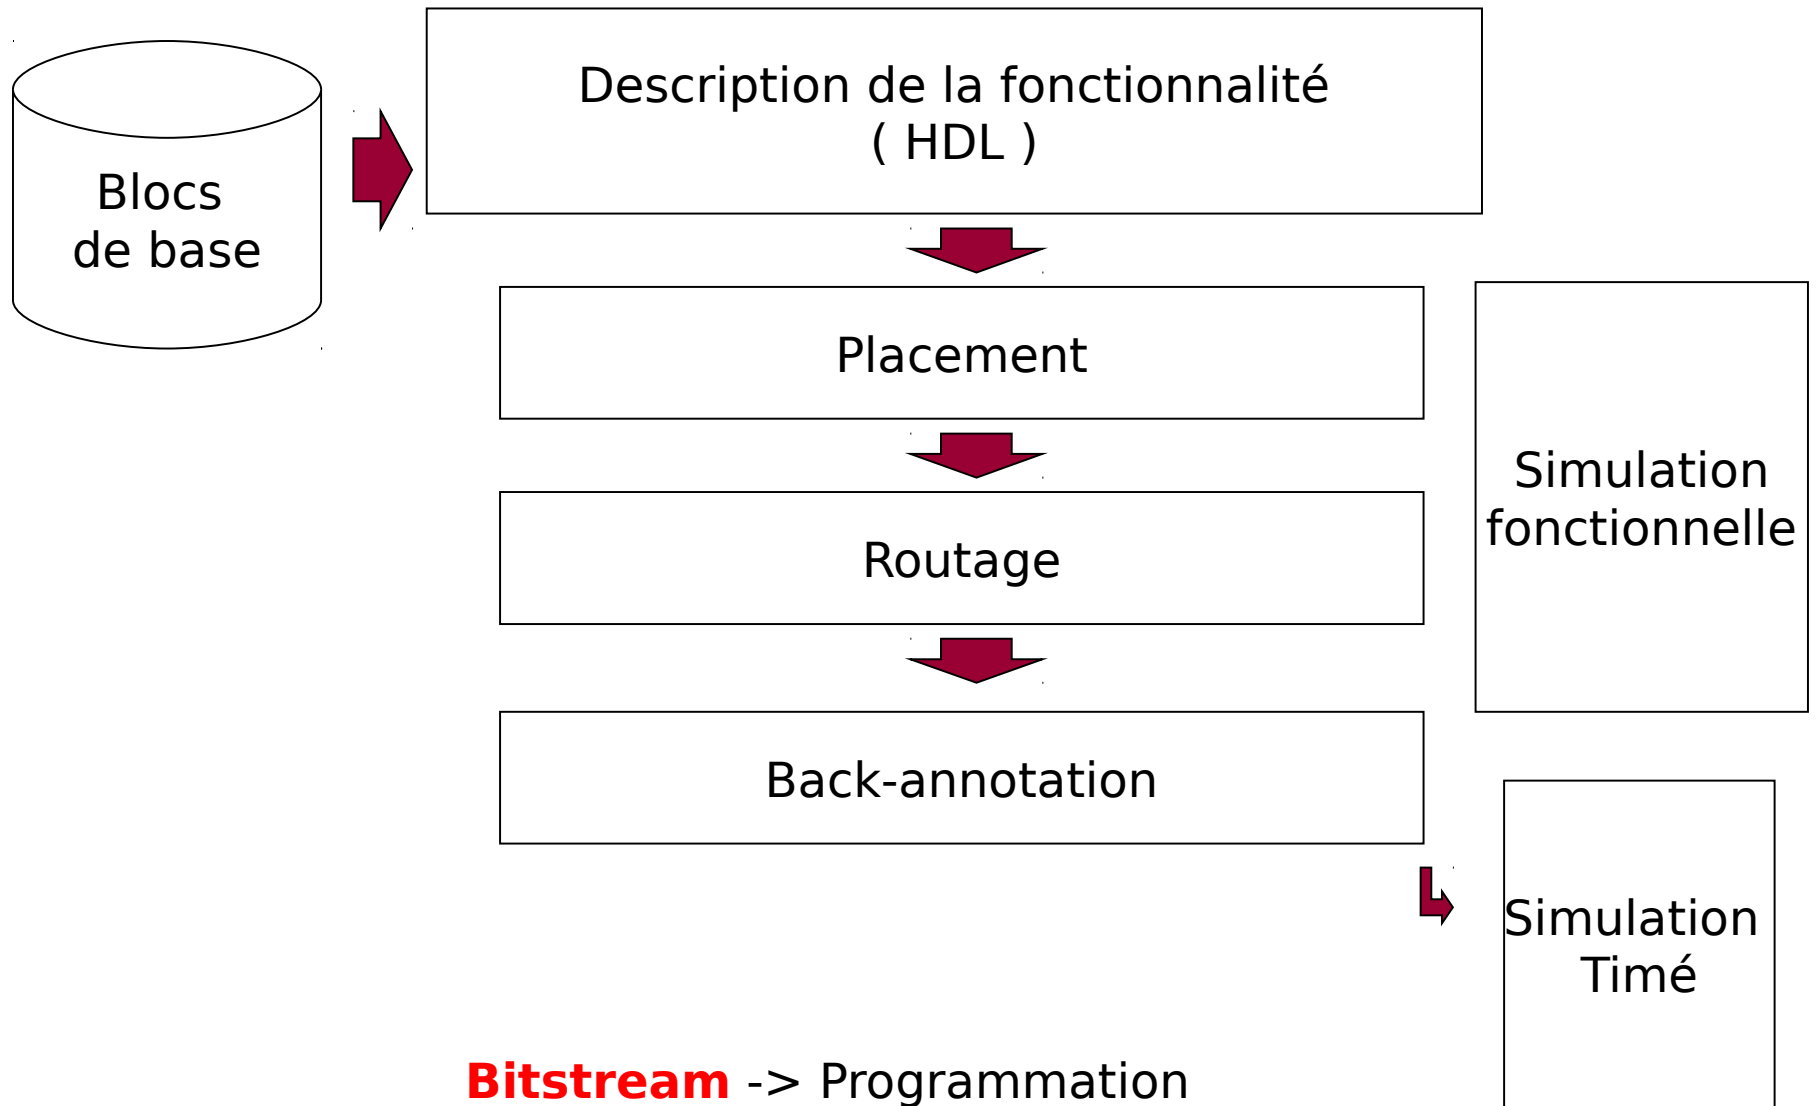 Description de la fonctionnalité
( HDL )
Blocs
de base
Placement
Routage
Simulation
fonctionnelle
Back-annotation
Simulation
Timé
Bitstream -> Programmation